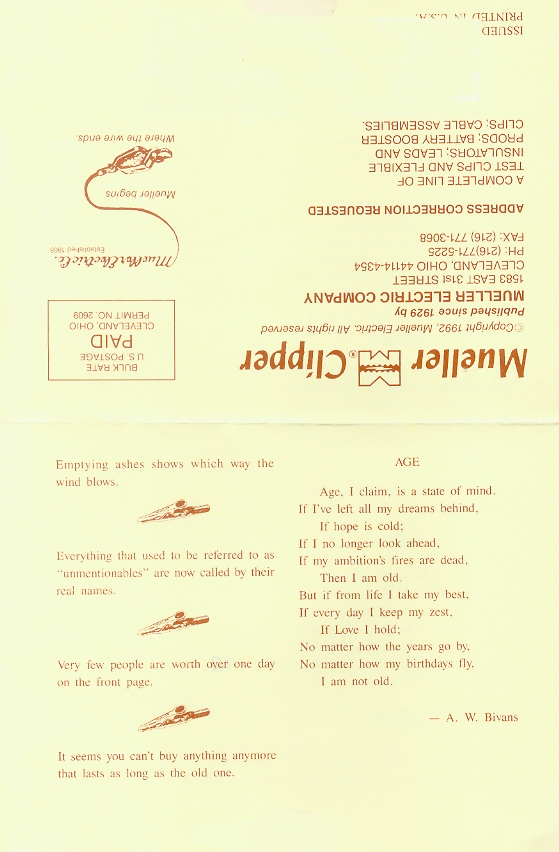 Mueller Clipper®
© Copyright 1992, Mueller Electric. All rights reserved
Published since 1929 by
MUELLER ELECTRIC COMPANY
1583 EAST 31st STREET
CLEVELAND, OHIO 44114-4354
PH: (216)771-5225
FAX: (216) 771-3068
ADDRESS CORRECTION REQUESTED
A COMPLETE LINE OF
TEST CLIPS AND FLEXIBLE
INSULATORS; LEADS AND
PRODS; BATTERY BOOSTER
CLIPS; CABLE ASSEMBLIES.
ISSUED
PRINTED IN U.S.A.
BULK RATE
U.S. POSTAGE
PAID
CLEVELAND, OHIO
PERMIT NO. 2609
Mueller Electric Co.
Established 1908
Mueller begins
Where the wire ends.
Emptying ashes shows which way the
wind blows.
Everything that used to be referred to as
"unmentionables" are now called by their
real names.
Very few people are worth over one day
on the front page.
It seems you can't buy anything anymore
that lasts as long as the old one.
AGE
Age, I claim, is a state of mind.
If I've left all my dreams behind,
If hope is cold;
If I no longer look ahead,
If my ambition's fires are dead,
Then I am old.
But if from life I take my best,
If every day I keep my zest,
If Love I hold;
No matter how the years go by,
No matter how my birthdays fly,
I am not old.
— A. W. Bivans